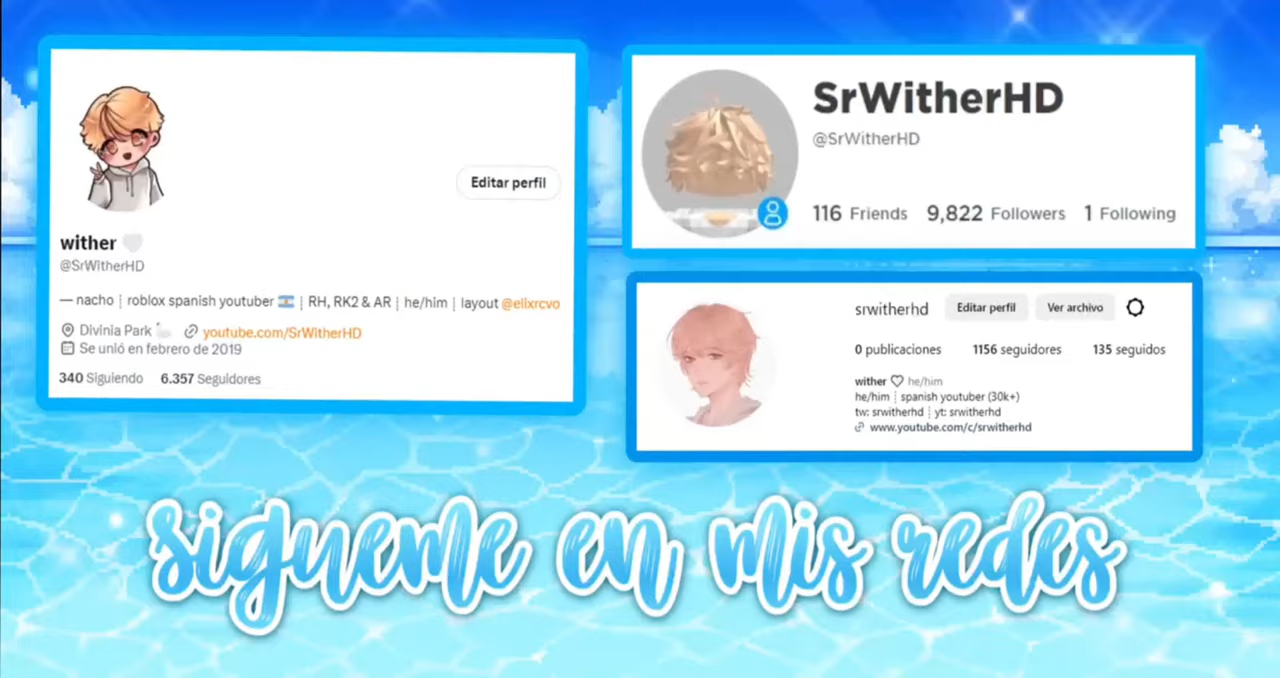 Editar perfil
wither
@SrWitherHD
— nacho | roblox spanish youtuber 🇦🇷 | RH, RK2 & AR | he/him | layout @elixrcvo
Divinia Park 🦢 youtube.com/SrWitherHD
Se unió en febrero de 2019
340 Siguiendo 6.357 Seguidores
SrWitherHD
@SrWitherHD
116 Friends 9,822 Followers 1 Following
srwitherhd Editar perfil Ver archivo
0 publicaciones 1156 seguidores 135 seguidos
wither ♡ he/him
he/him | spanish youtuber (30k+)
tw: srwitherhd | yt: srwitherhd
www.youtube.com/c/srwitherhd
sigueme en mis redes